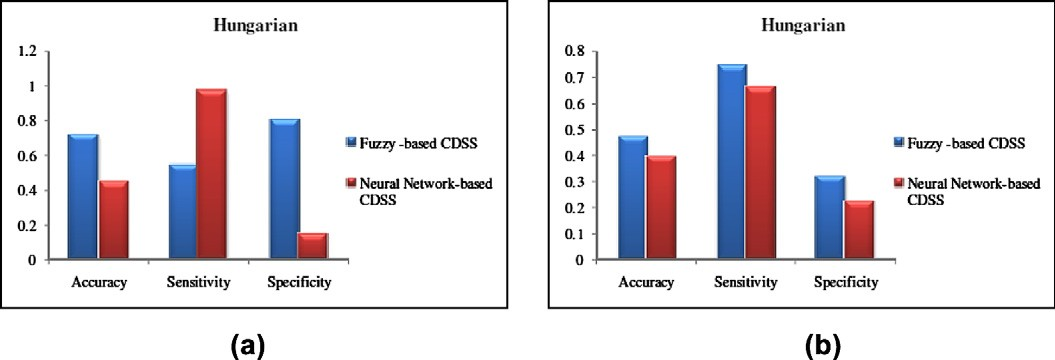 Hungarian
1.2
1
0.8
0.6
0.4
0.2
0
Accuracy Sensitivity Specificity
Fuzzy -based CDSS
Neural Network-based
CDSS
(a)
Hungarian
0.8
0.7
0.6
0.5
0.4
0.3
0.2
0.1
0
Accuracy Sensitivity Specificity
Fuzzy -based CDSS
Neural Network-based
CDSS
(b)